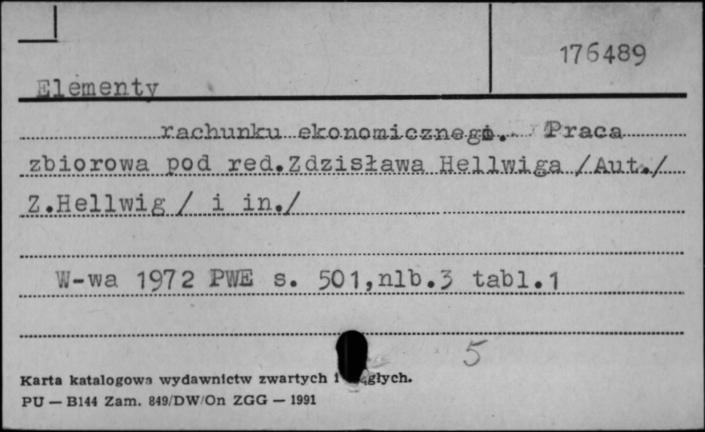 176489
Elementy
rachunku ekonomicznego. Praca
zbiorowa pod red.Zdzisława Hellwiga /Aut./
Z.Hellwig / i in./
W-wa 1972 PWE s. 501,nlb.3 tabl.1
5
Karta katalogowa wydawnictw zwartych i
PU — B144 Zam. 849/DW/On ZGG — 1991